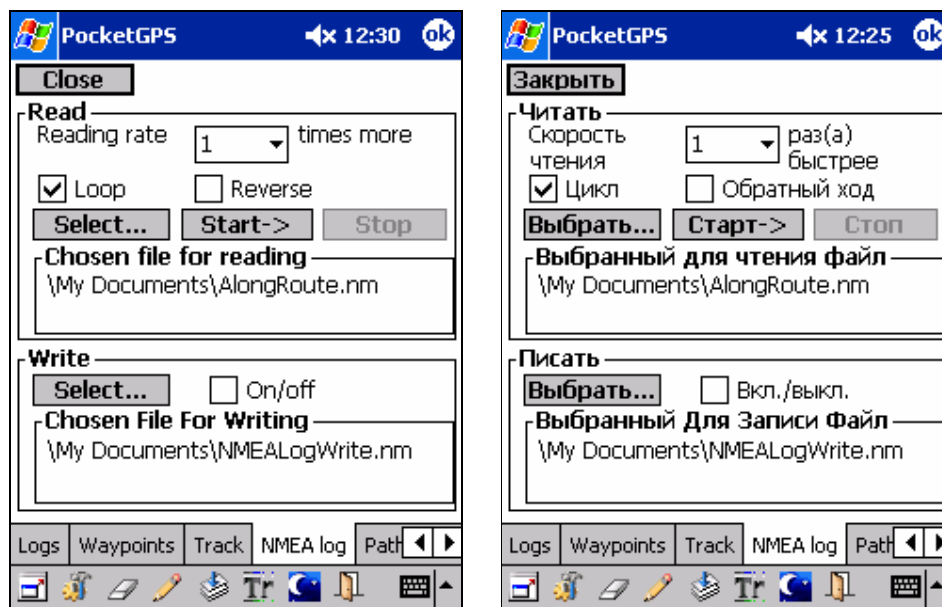 PocketGPS 12:30 ok
Close
Read
Reading rate 1 times more
Loop Reverse
Select... Start-> Stop
Chosen file for reading
\My Documents\AlongRoute.nm
Write
Select... On/off
Chosen File For Writing
\My Documents\NMEALogWrite.nm
Logs Waypoints Track NMEA log Path
Tr
PocketGPS 12:25 ok
Закрыть
Читать
Скорость 1 раз(а)
чтения быстрее
Цикл Обратный ход
Выбрать... Старт-> Стоп
Выбранный для чтения файл
\My Documents\AlongRoute.nm
Писать
Выбрать... Вкл./выкл.
Выбранный Для Записи Файл
\My Documents\NMEALogWrite.nm
Logs Waypoints Track NMEA log Path
Tr